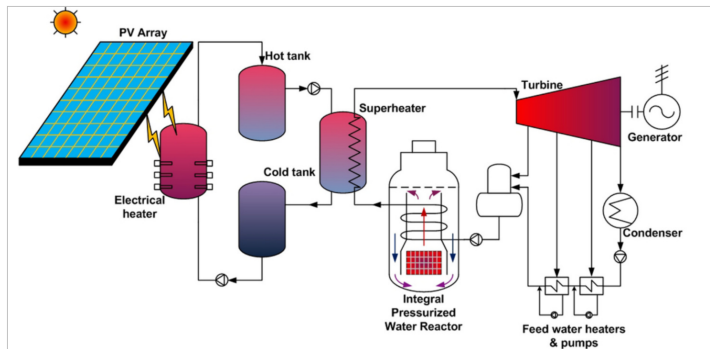 PV Array
Hot tank
Turbine
Superheater
Generator
Cold tank
Electrical
heater
Condenser
Integral
Pressurized
Water Reactor
Feed water heaters
& pumps